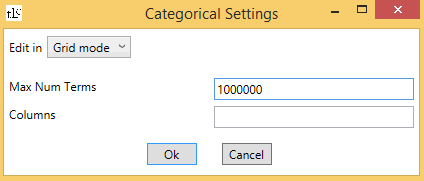 Categorical Settings
Edit in Grid mode
Max Num Terms 1000000
Columns
Ok Cancel